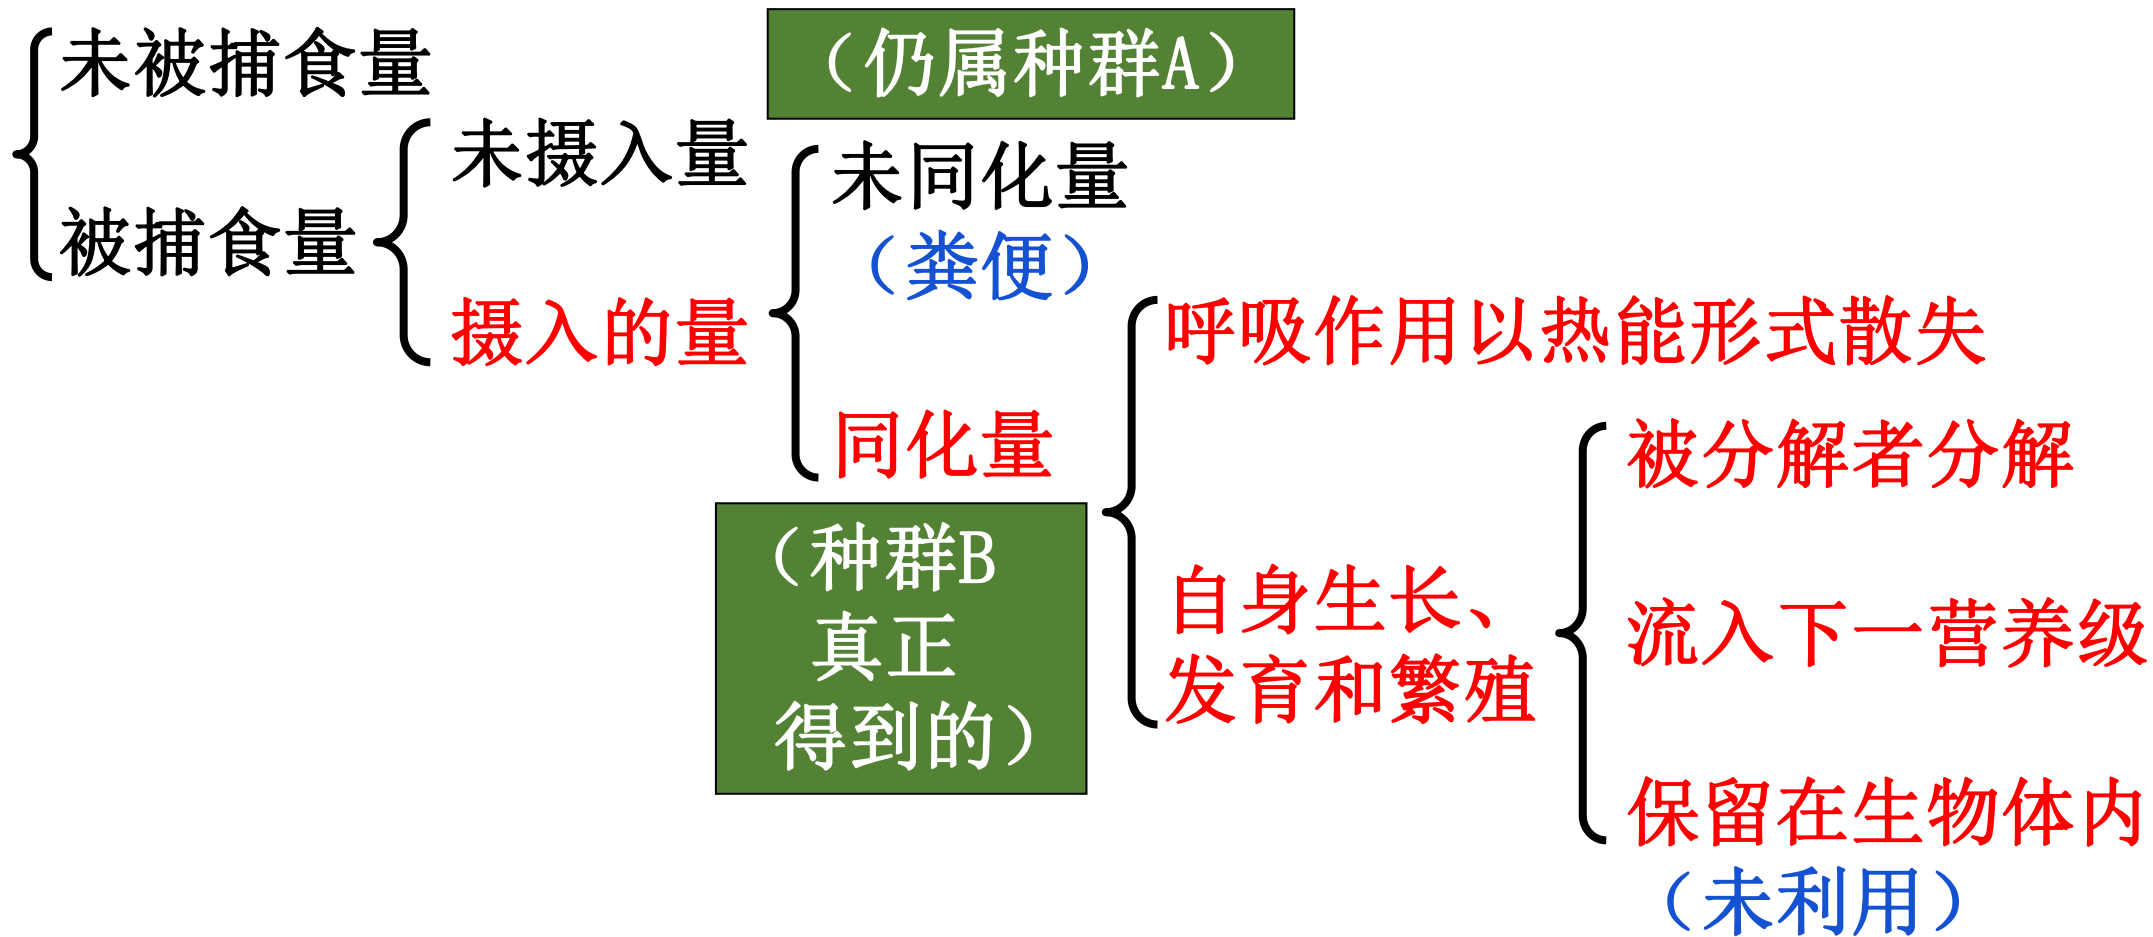 未被捕食量
（仍属种群A）
未摄入量
未同化量
被捕食量
（粪便）
摄入的量
呼吸作用以热能形式散失
同化量
被分解者分解
（种群B
真正
得到的）
自身生长、
发育和繁殖
流入下一营养级
保留在生物体内
（未利用）